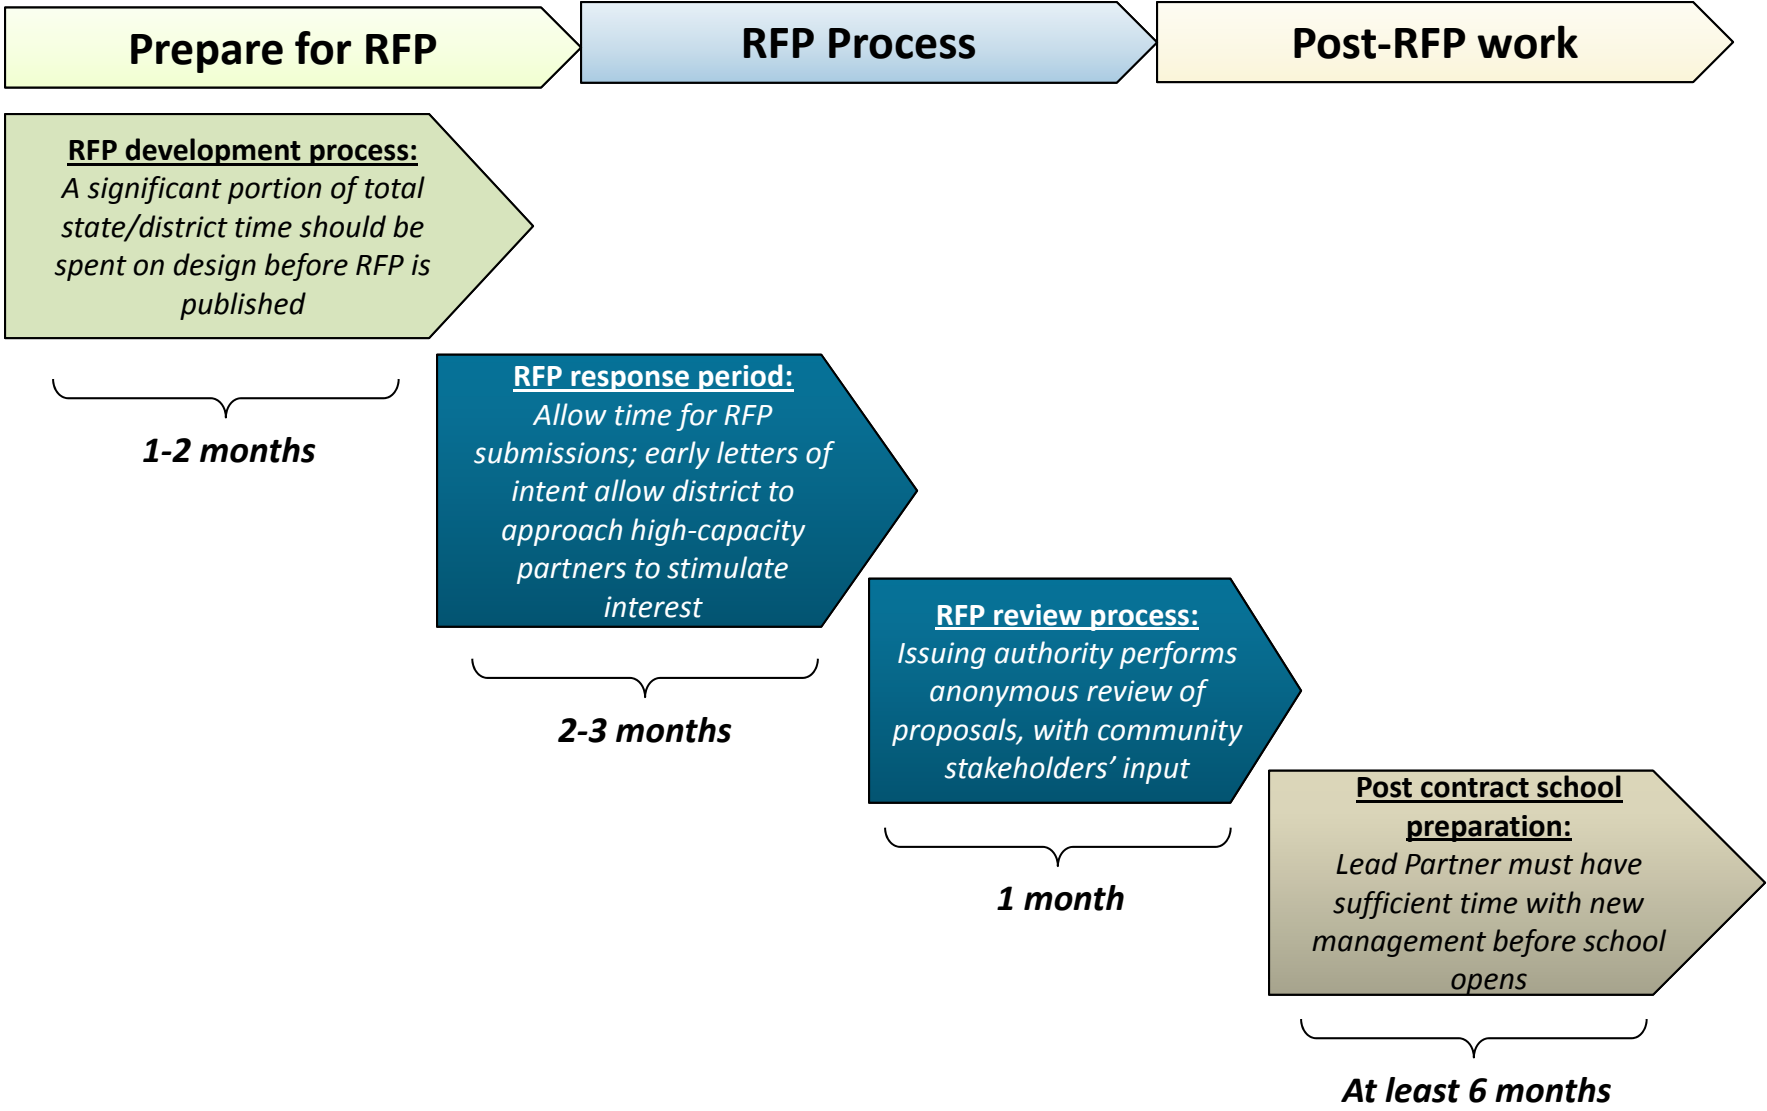 Prepare for RFP
RFP Process
Post-RFP work
RFP development process:
A significant portion of total
state/district time should be
spent on design before RFP is
published
1-2 months
RFP response period:
Allow time for RFP
submissions; early letters of
intent allow district to
approach high-capacity
partners to stimulate
interest
2-3 months
RFP review process:
Issuing authority performs
anonymous review of
proposals, with community
stakeholders’ input
1 month
Post contract school
preparation:
Lead Partner must have
sufficient time with new
management before school
opens
At least 6 months